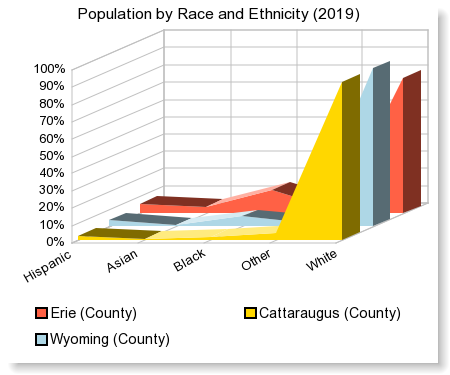 Population by Race and Ethnicity (2019)
100%
90%
80%
70%
60%
50%
40%
30%
20%
10%
0%
Hispanic
Asian
Black
Other
White
Erie (County)
Cattaraugus (County)
Wyoming (County)